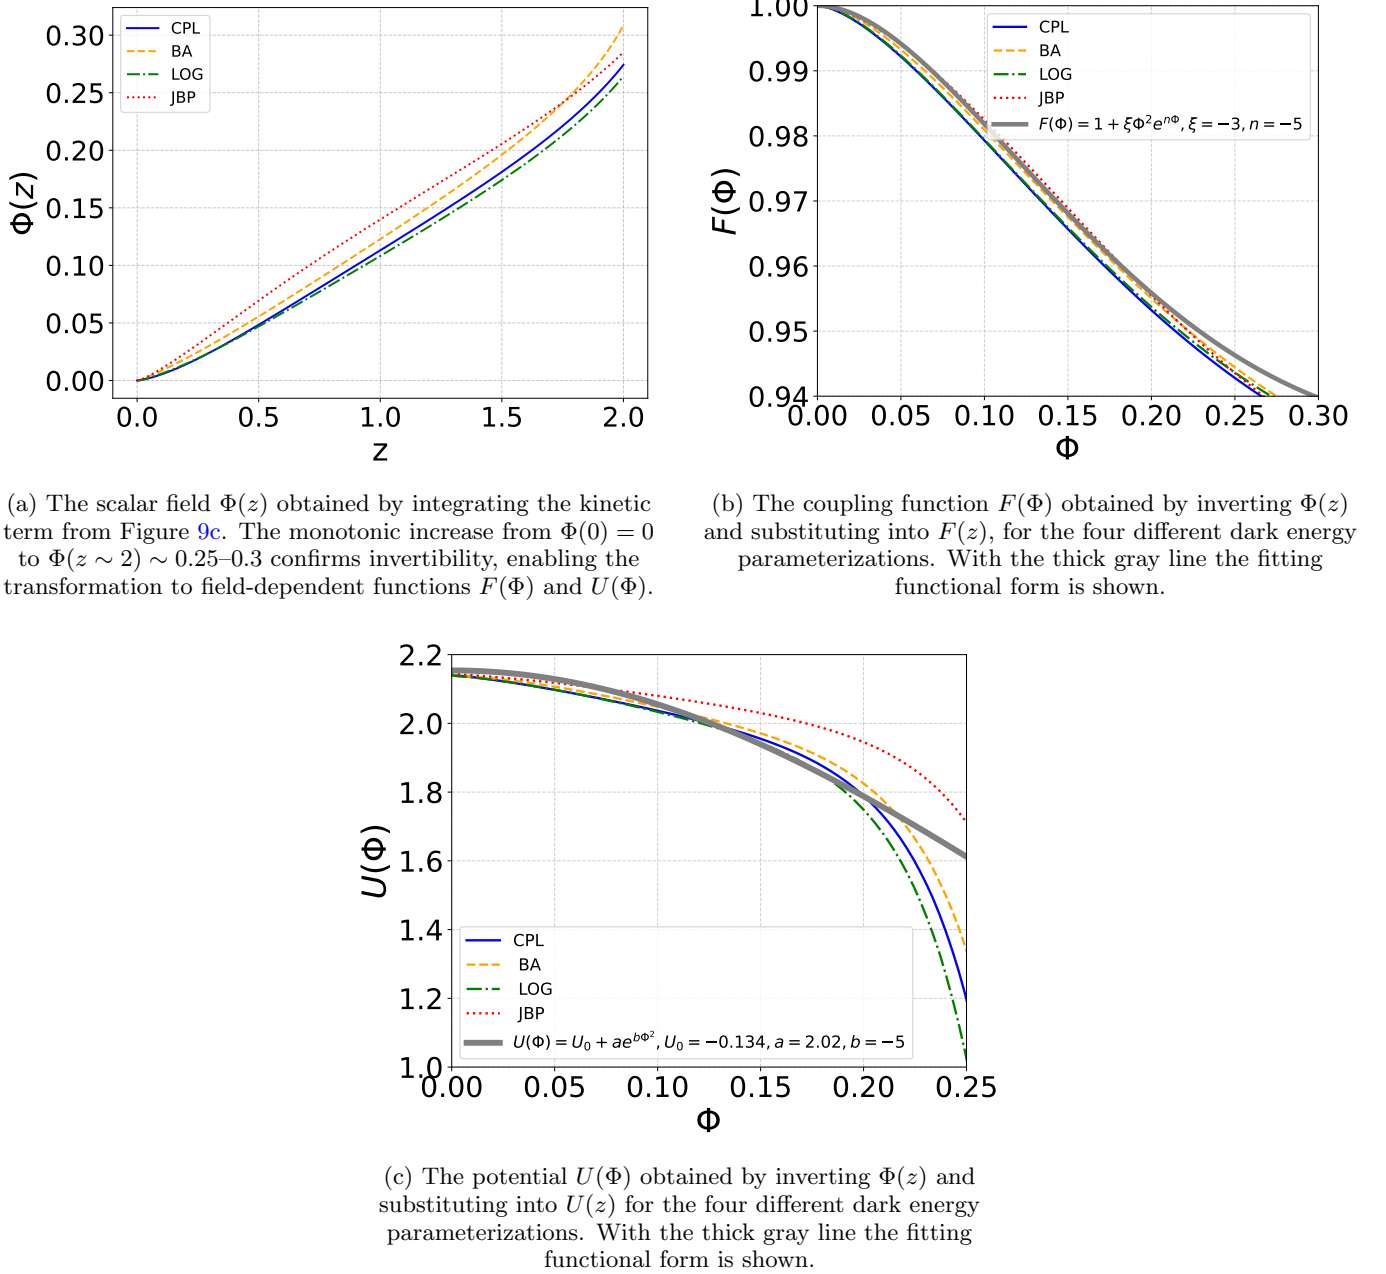 CPL
BA
LOG
JBP
0.30
0.25
0.20
0.15
0.10
0.05
0.00
Φ(z)
0.0 0.5 1.0 1.5 2.0
z
1.00
0.99
0.98
0.97
0.96
0.95
0.94
F(Φ)
CPL
BA
LOG
JBP
F(Φ) = 1 + ξΦ²e^{nΦ}, ξ = −3, n = −5
0.00 0.05 0.10 0.15 0.20 0.25 0.30
Φ
(a) The scalar field Φ(z) obtained by integrating the kinetic
term from Figure 9c. The monotonic increase from Φ(0) = 0
to Φ(z ∼ 2) ∼ 0.25–0.3 confirms invertibility, enabling the
transformation to field-dependent functions F(Φ) and U(Φ).
(b) The coupling function F(Φ) obtained by inverting Φ(z)
and substituting into F(z), for the four different dark energy
parameterizations. With the thick gray line the fitting
functional form is shown.
2.2
2.0
1.8
1.6
1.4
1.2
1.0
U(Φ)
CPL
BA
LOG
JBP
U(Φ) = U₀ + ae^{bΦ²}, U₀ = −0.134, a = 2.02, b = −5
0.00 0.05 0.10 0.15 0.20 0.25
Φ
(c) The potential U(Φ) obtained by inverting Φ(z) and
substituting into U(z) for the four different dark energy
parameterizations. With the thick gray line the fitting
functional form is shown.